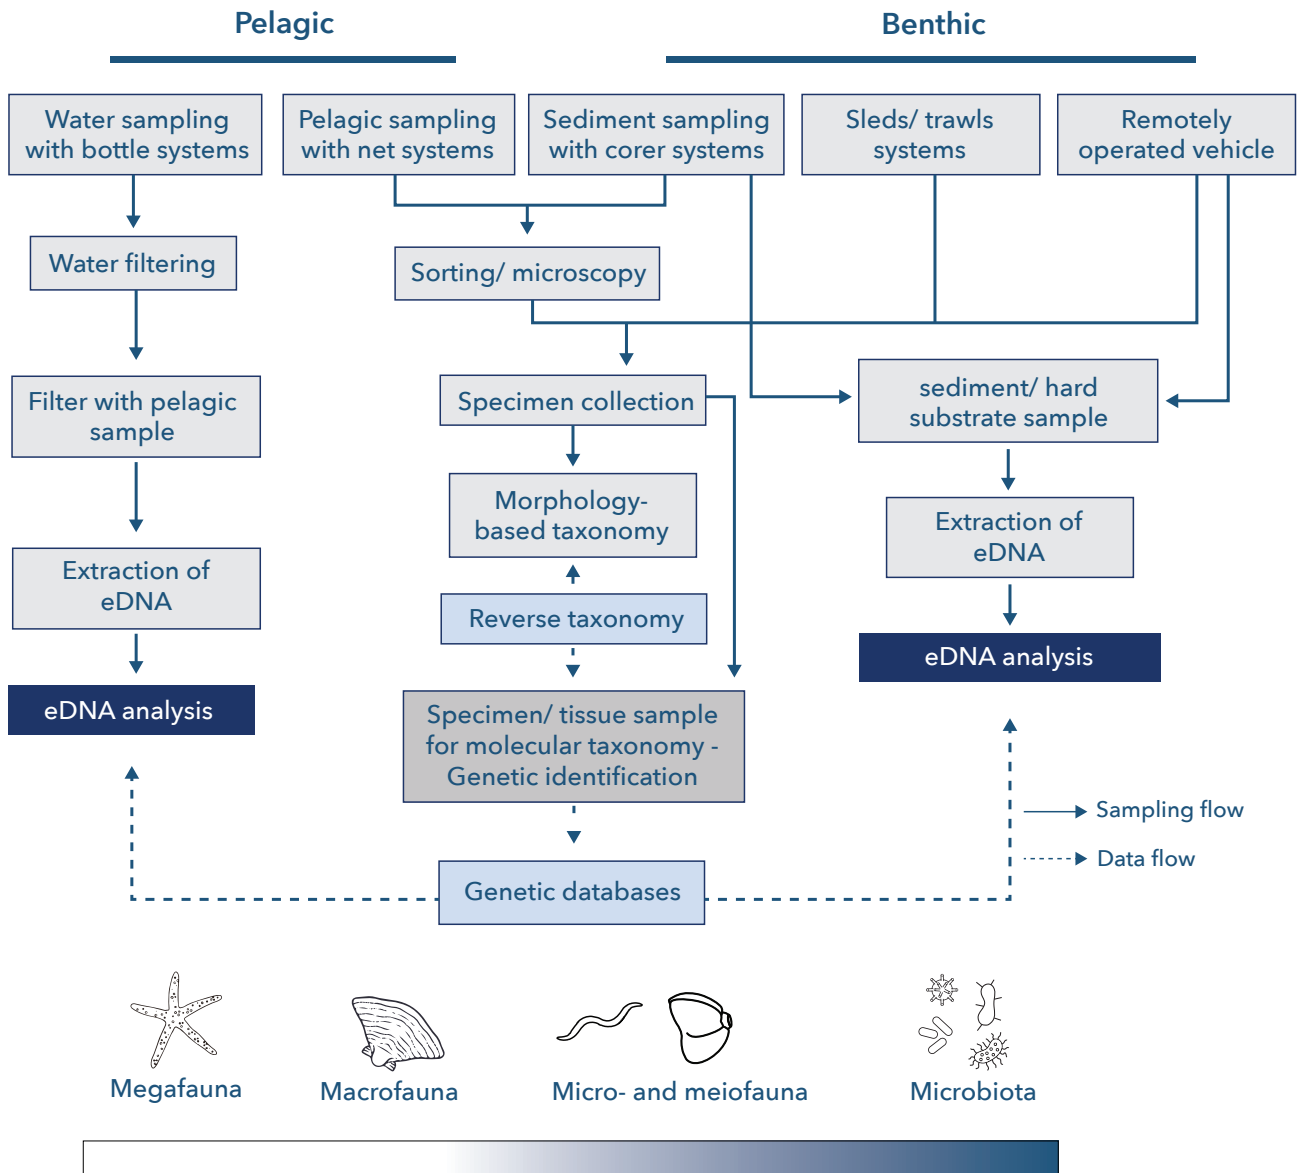 Pelagic
Benthic
Water sampling
with bottle systems
Pelagic sampling
with net systems
Sediment sampling
with corer systems
Sleds/ trawls
systems
Remotely
operated vehicle
Water filtering
Sorting/ microscopy
Filter with pelagic
sample
Specimen collection
sediment/ hard
substrate sample
Morphology-
based taxonomy
Extraction of
eDNA
Extraction of
eDNA
Reverse taxonomy
eDNA analysis
eDNA analysis
Specimen/ tissue sample
for molecular taxonomy -
Genetic identification
Sampling flow
Data flow
Genetic databases
Megafauna
Macrofauna
Micro- and meiofauna
Microbiota